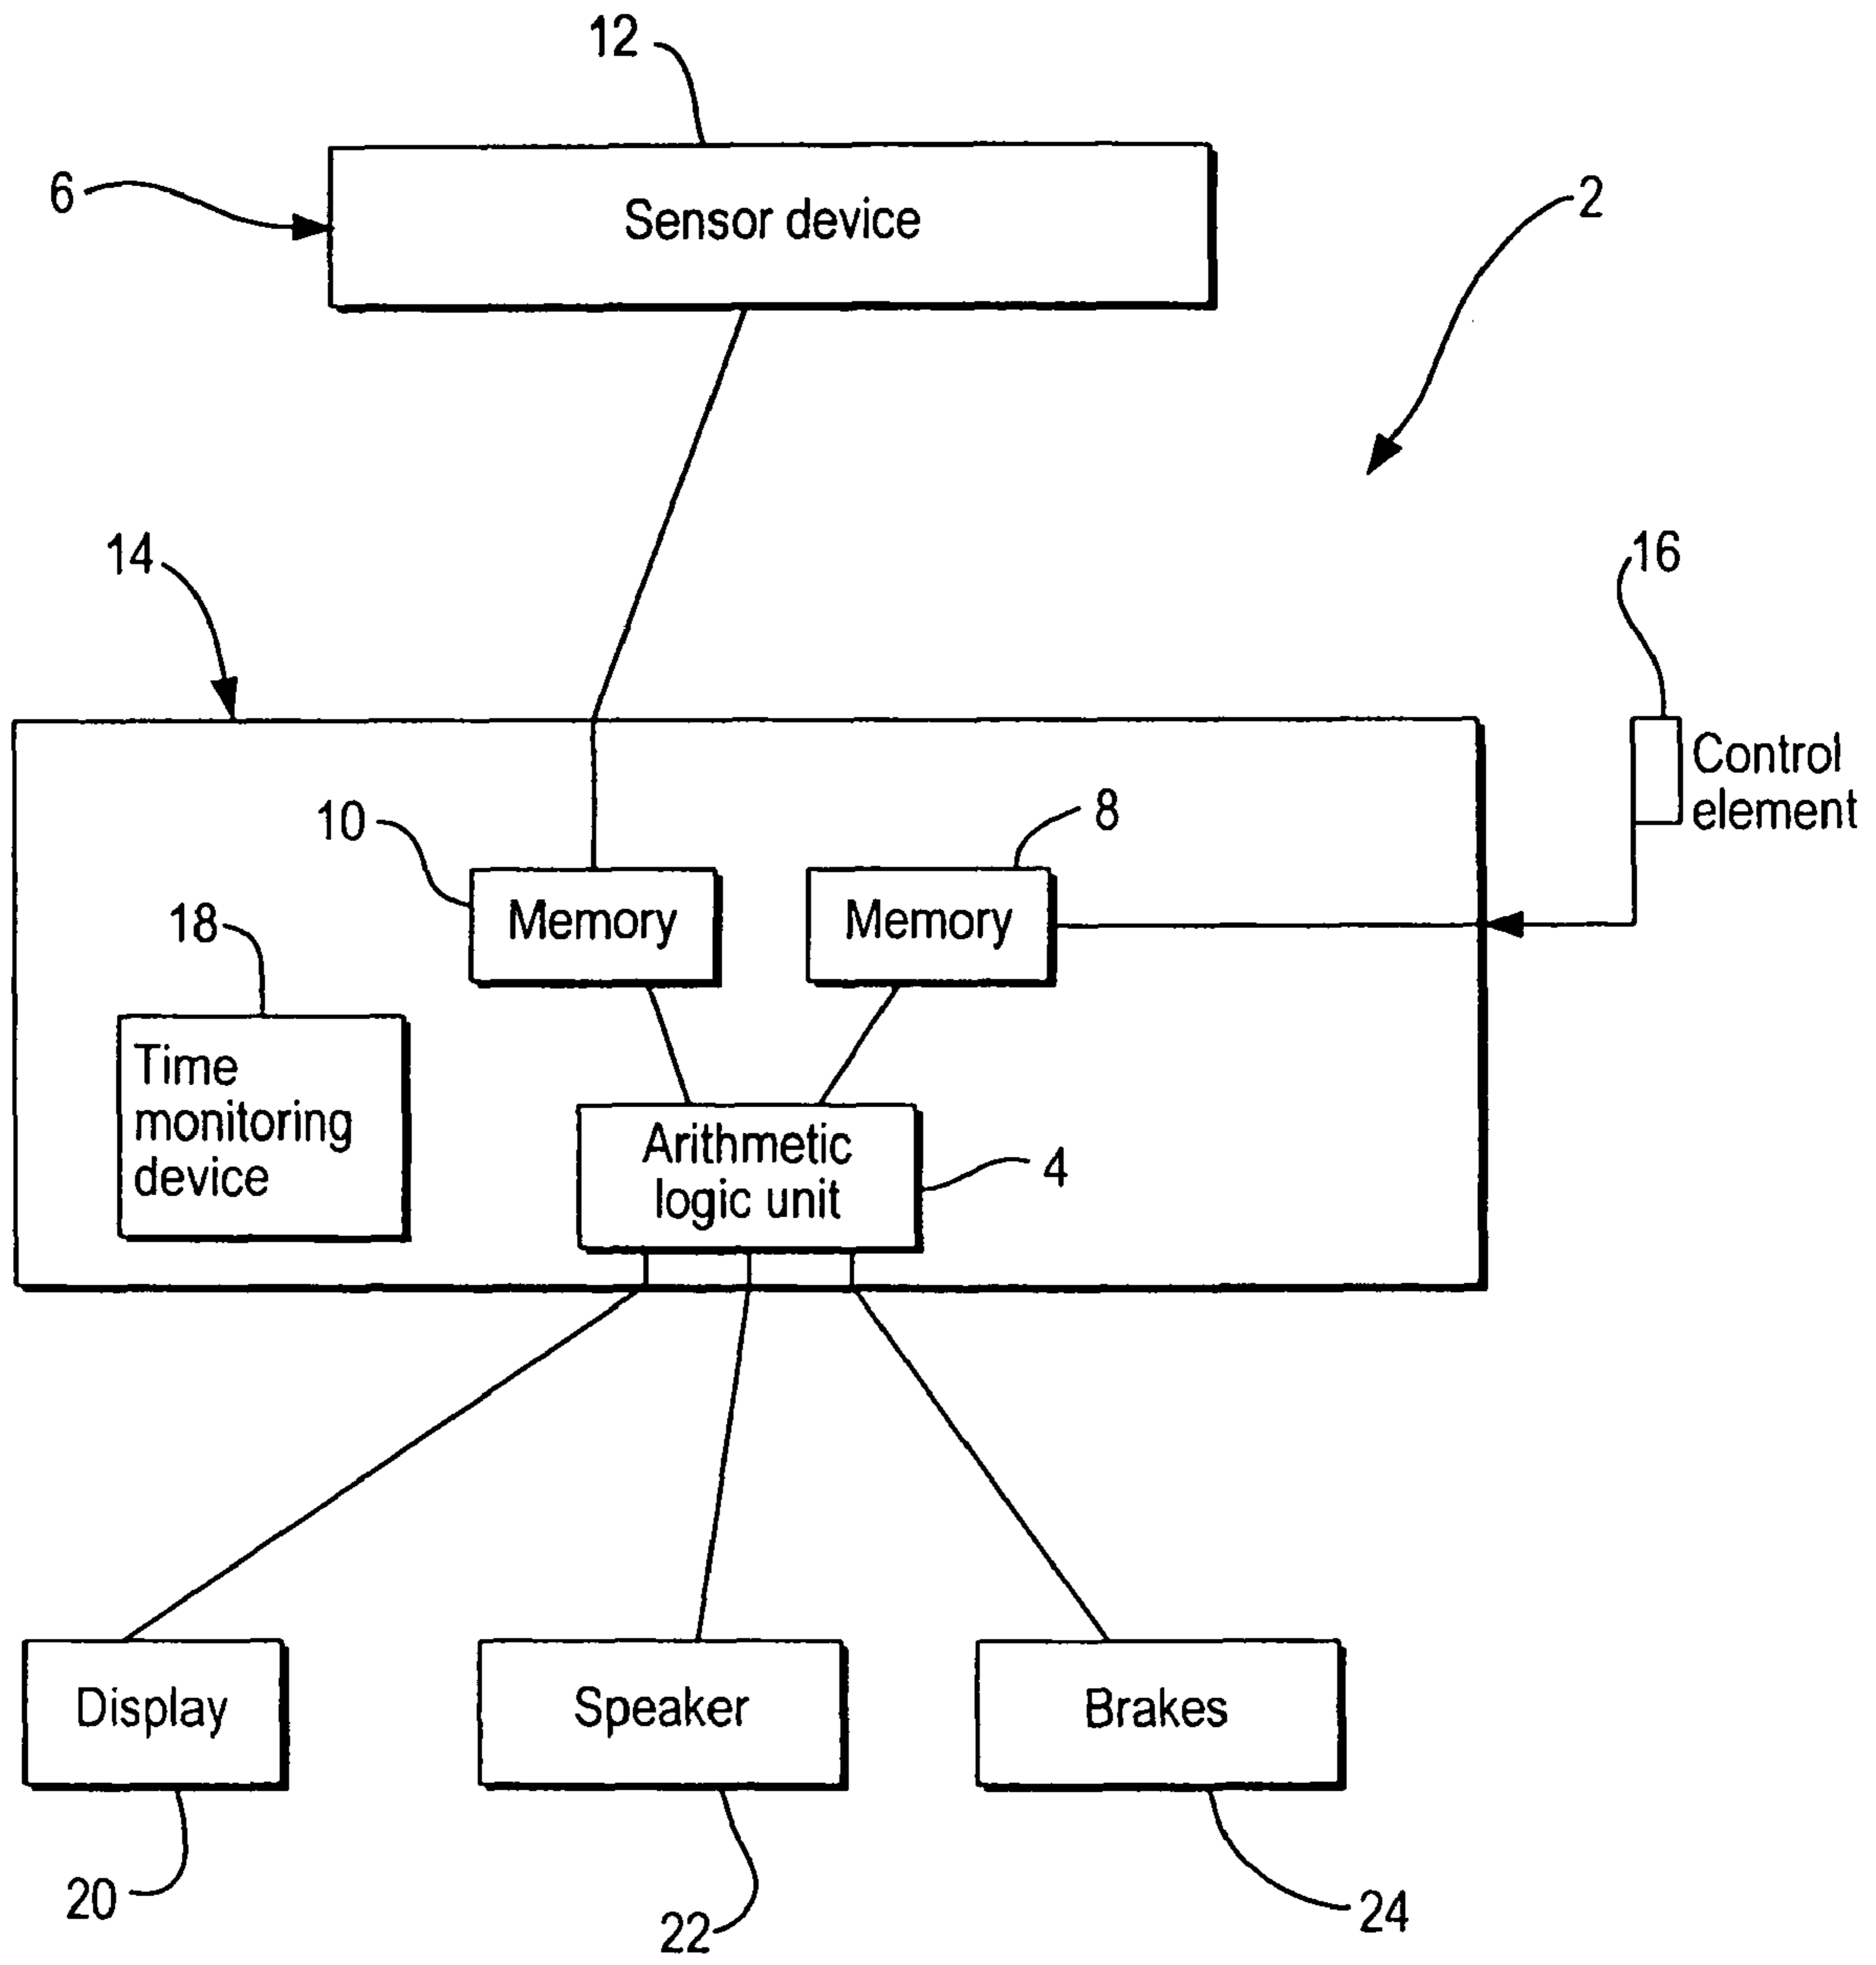 12
6
Sensor device
2
14
16
Control
element
10
8
Memory
Memory
18
Time
monitoring
device
Arithmetic
logic unit
4
Display
Speaker
Brakes
20
22
24